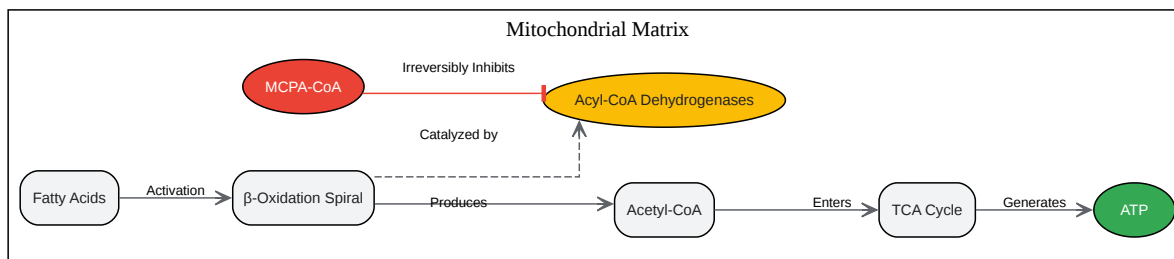 Mitochondrial Matrix
Irreversibly Inhibits
MCPA-CoA
Acyl-CoA Dehydrogenases
Catalyzed by
Fatty Acids
Activation
β-Oxidation Spiral
Produces
Acetyl-CoA
Enters
TCA Cycle
Generates
ATP